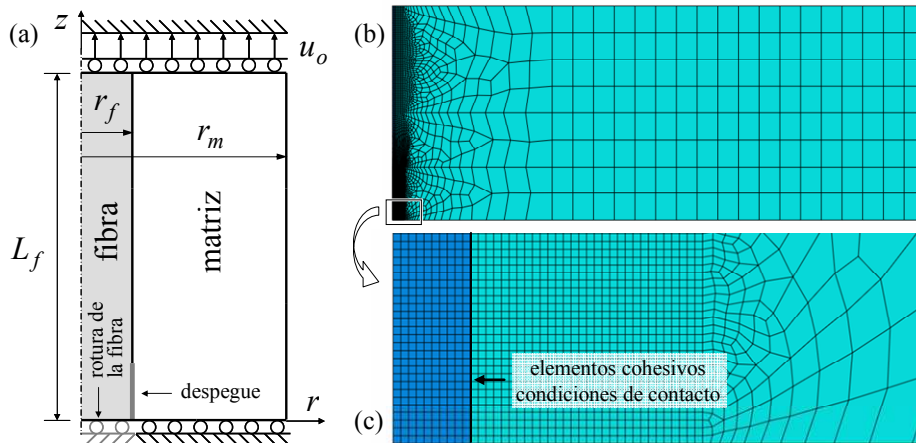 (a)
z
u_o
r_f
r_m
L_f
fibra
matriz
rotura de
la fibra
despegue
r
(b)
elementos cohesivos
condiciones de contacto
(c)